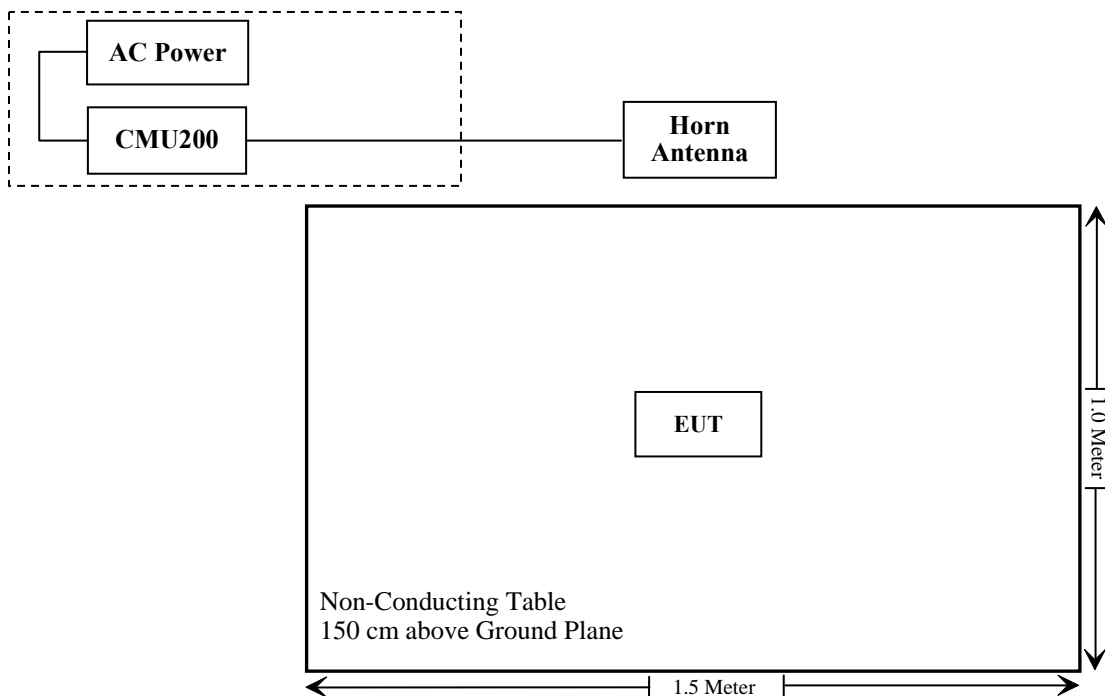 AC Power
CMU200
Horn
Antenna
EUT
1.0 Meter
Non-Conducting Table
150 cm above Ground Plane
1.5 Meter